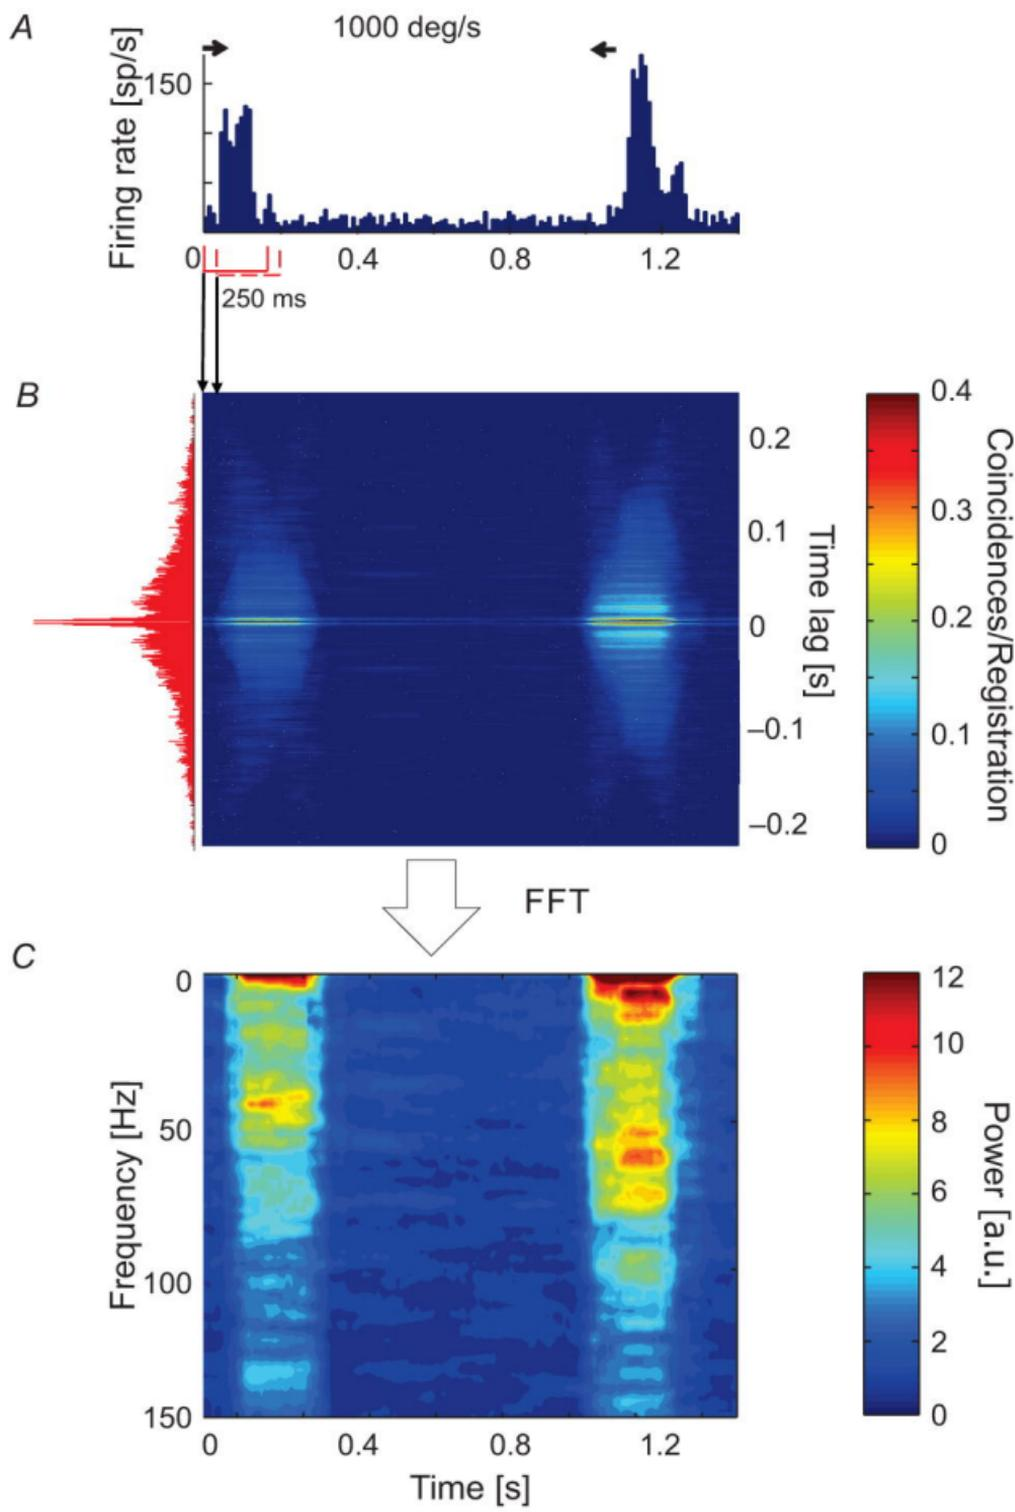 A
1000 deg/s
Firing rate [sp/s]
150
0
0.4
0.8
1.2
250 ms
B
0.2
0.1
0
–0.1
–0.2
Time lag [s]
0.4
0.3
0.2
0.1
0
Coincidences/Registration
FFT
C
0
50
100
150
Frequency [Hz]
0
0.4
0.8
1.2
Time [s]
12
10
8
6
4
2
0
Power [a.u.]